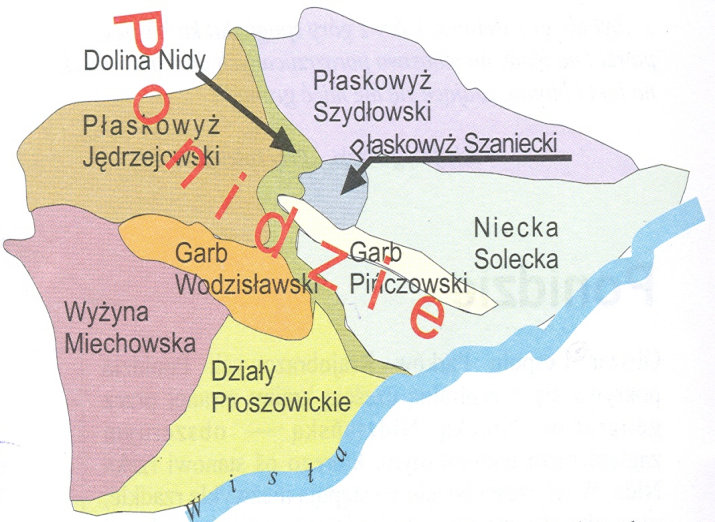 Ponidzie
Dolina Nidy
Płaskowyż
Szydłowski
Płaskowyż
Jędrzejowski
płaskowyż Szaniecki
Niecka
Solecka
Garb
Wodzisławski
Garb
Pińczowski
Wyżyna
Miechowska
Działy
Proszowickie
Wisła